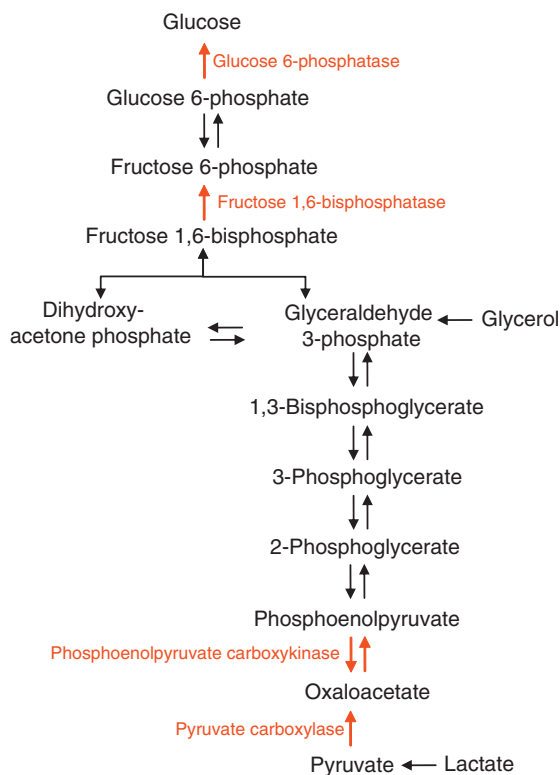 Glucose
Glucose 6-phosphatase
Glucose 6-phosphate
Fructose 6-phosphate
Fructose 1,6-bisphosphatase
Fructose 1,6-bisphosphate
Dihydroxy-
acetone phosphate
Glyceraldehyde
3-phosphate
Glycerol
1,3-Bisphosphoglycerate
3-Phosphoglycerate
2-Phosphoglycerate
Phosphoenolpyruvate
Phosphoenolpyruvate carboxykinase
Oxaloacetate
Pyruvate carboxylase
Pyruvate
Lactate